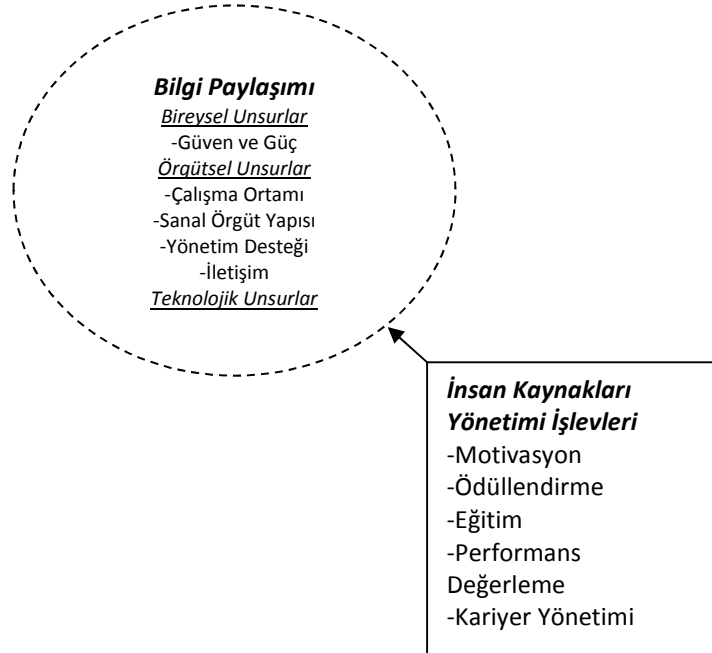 Bilgi Paylaşımı
Bireysel Unsurlar
-Güven ve Güç
Örgütsel Unsurlar
-Çalışma Ortamı
-Sanal Örgüt Yapısı
-Yönetim Desteği
-İletişim
Teknolojik Unsurlar
İnsan Kaynakları
Yönetimi İşlevleri
-Motivasyon
-Ödüllendirme
-Eğitim
-Performans
Değerleme
-Kariyer Yönetimi